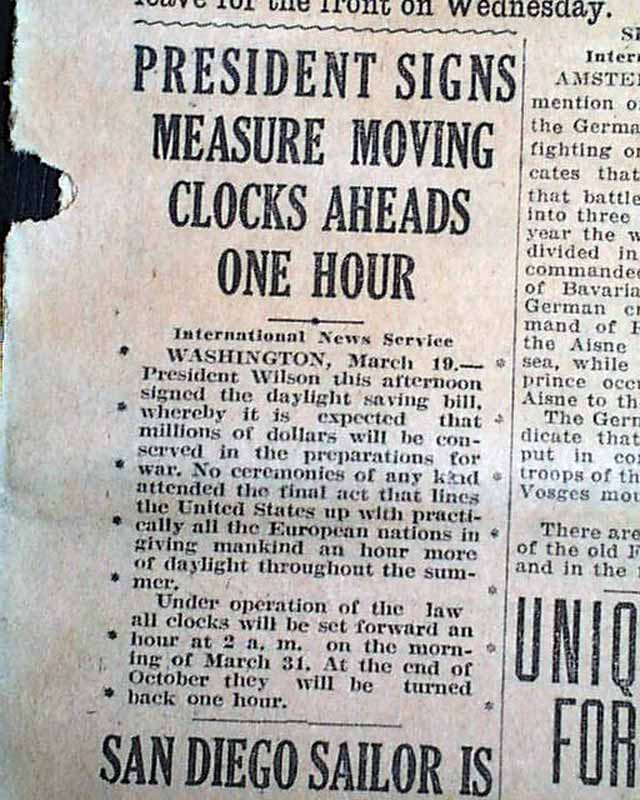 leave for the front on Wednesday.
PRESIDENT SIGNS
MEASURE MOVING
CLOCKS AHEADS
ONE HOUR
International News Service
WASHINGTON, March 19.—
President Wilson this afternoon
signed the daylight saving bill,
whereby it is expected that
millions of dollars will be con-
served in the preparations for
war. No ceremonies of any kind
attended the final act that lines
the United States up with practi-
cally all the European nations in
giving mankind an hour more
of daylight throughout the sum-
mer.
Under operation of the law
all clocks will be set forward an
hour at 2 a. m. on the morn-
ing of March 31. At the end of
October they will be turned
back one hour.
SAN DIEGO SAILOR IS
Intern
AMSTE
mention o
the Germa
fighting o
cates that
that battle
into three
year the w
divided in
commande
of Bavaria
German c
mand of
the Aisne
sea, while
prince occ
Aisne to th
The Germ
dicate that
put in co
troops of th
Vosges mo
There are
of the old
and in the
UNIQ
FOR